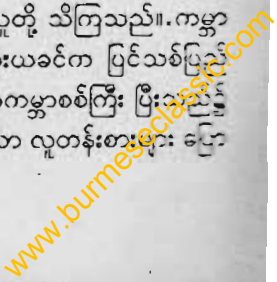 လူတို့ သိကြသည်။ ကမ္ဘာ
းယခင်က ပြင်သစ်ပြည်
ကမ္ဘာစစ်ကြီး ပြီးသည့်
ာ လူတန်းစားများ ပြော
www.burmeseclassic.com